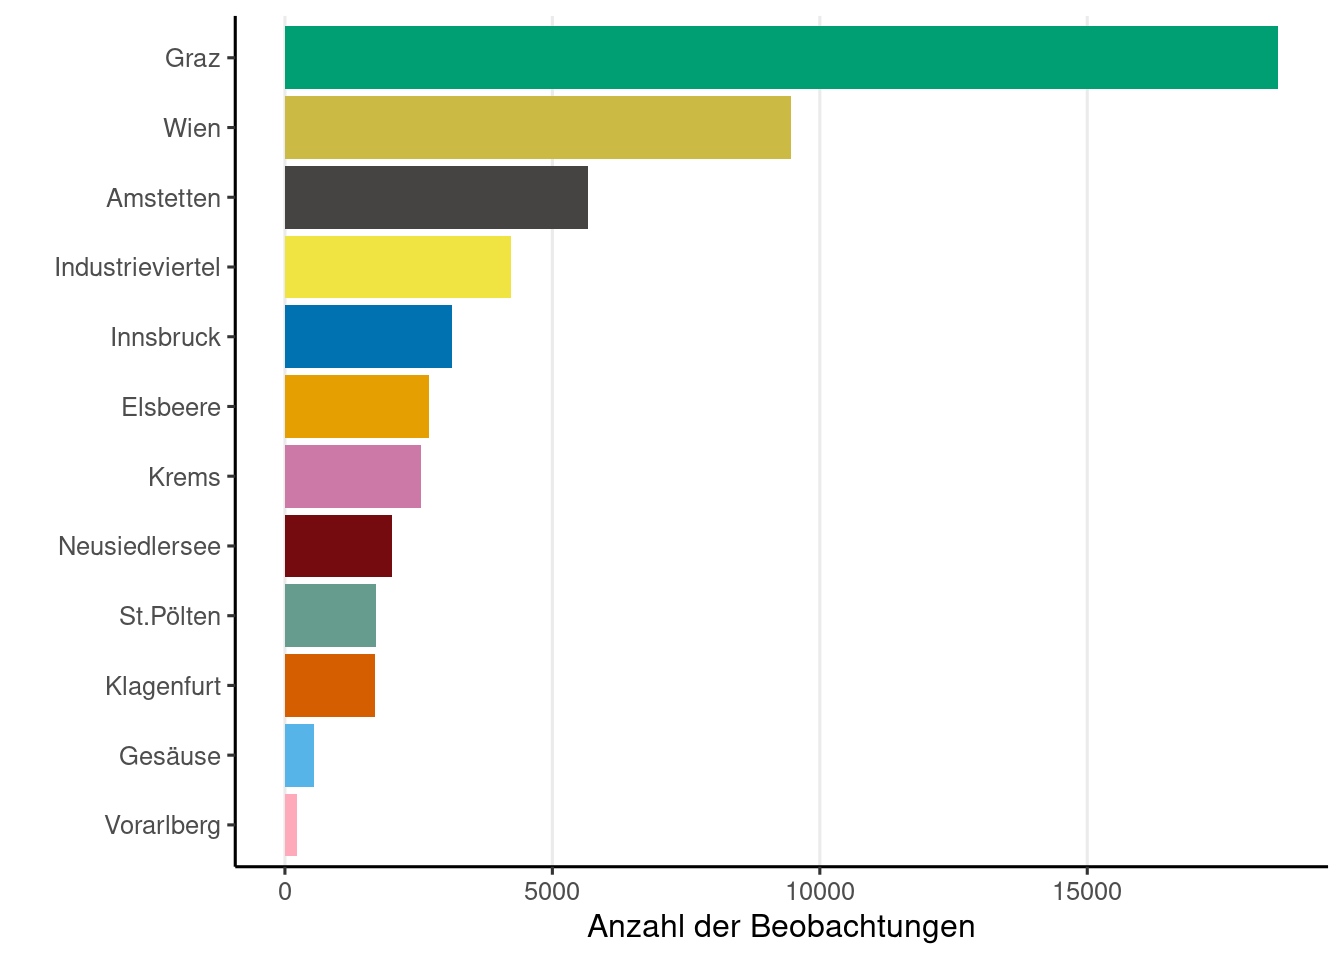 Graz
Wien
Amstetten
Industrieviertel
Innsbruck
Elsbeere
Krems
Neusiedlersee
St.Pölten
Klagenfurt
Gesäuse
Vorarlberg
0 5000 10000 15000
Anzahl der Beobachtungen